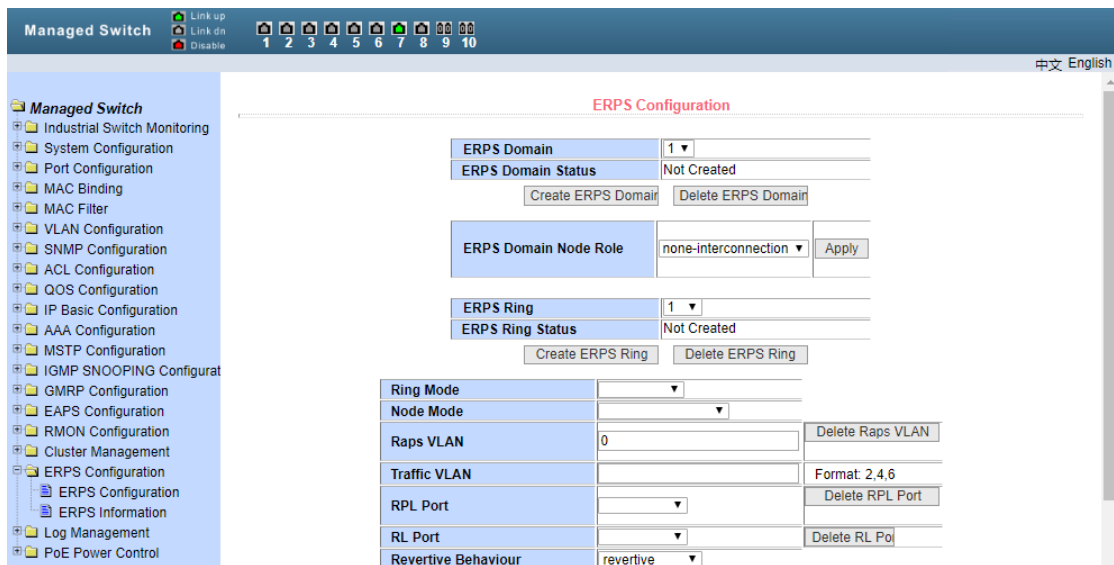 Managed Switch
Link up
Link dn
Disable
1 2 3 4 5 6 7 8 9 10
中文 English
Managed Switch
Industrial Switch Monitoring
System Configuration
Port Configuration
MAC Binding
MAC Filter
VLAN Configuration
SNMP Configuration
ACL Configuration
QOS Configuration
IP Basic Configuration
AAA Configuration
MSTP Configuration
IGMP SNOOPING Configurat
GMRP Configuration
EAPS Configuration
RMON Configuration
Cluster Management
ERPS Configuration
ERPS Configuration
ERPS Information
Log Management
PoE Power Control
ERPS Configuration
ERPS Domain 1
ERPS Domain Status Not Created
Create ERPS Domain Delete ERPS Domain
ERPS Domain Node Role none-interconnection Apply
ERPS Ring 1
ERPS Ring Status Not Created
Create ERPS Ring Delete ERPS Ring
Ring Mode
Node Mode
Raps VLAN 0 Delete Raps VLAN
Traffic VLAN Format: 2,4,6
RPL Port Delete RPL Port
RL Port Delete RL Por
Revertive Behaviour revertive